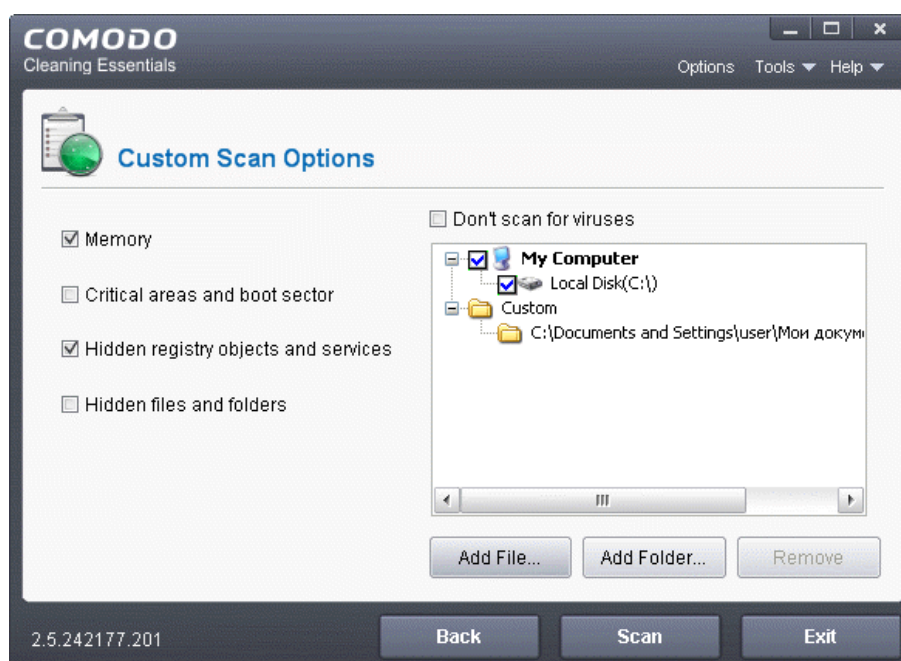 COMODO
Cleaning Essentials
Options Tools Help
Custom Scan Options
Memory
Critical areas and boot sector
Hidden registry objects and services
Hidden files and folders
Don't scan for viruses
My Computer
Local Disk(C:\)
Custom
C:\Documents and Settings\user\Мои докум
Add File... Add Folder... Remove
2.5.242177.201
Back Scan Exit